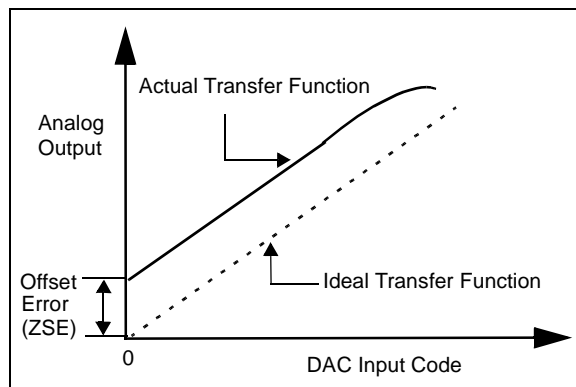 Actual Transfer Function
Analog
Output
Ideal Transfer Function
Offset
Error
(ZSE)
0
DAC Input Code